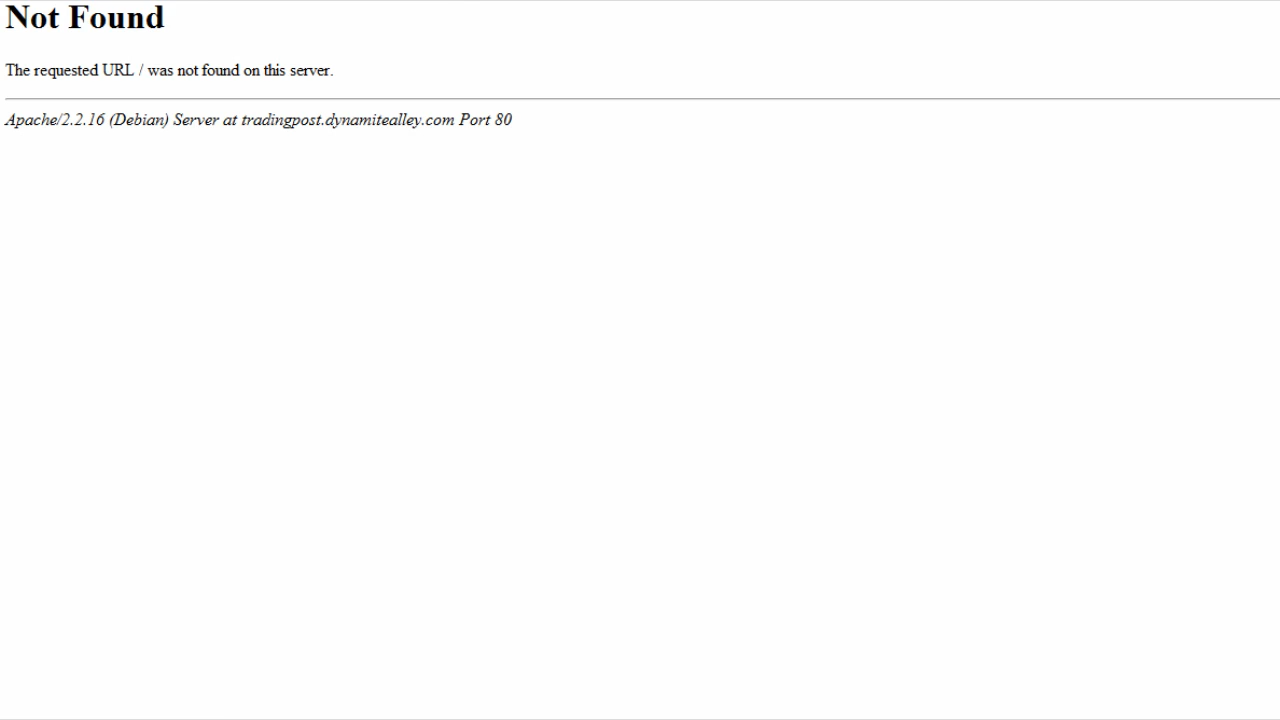 Not Found
The requested URL / was not found on this server.
Apache/2.2.16 (Debian) Server at tradingpost.dynamitealley.com Port 80